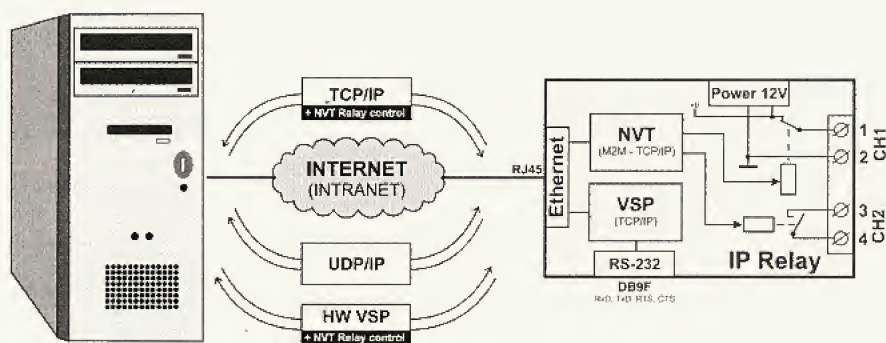 TCP/IP
+ NVT Relay control
INTERNET
(INTRANET)
UDP/IP
HW VSP
+ NVT Relay control
RJ45
Ethernet
NVT
(M2M - TCP/IP)
VSP
(TCP/IP)
RS-232
DB9F
RxD, TxD, RTS, CTS
Power 12V
+U
1
2
CH1
3
4
CH2
IP Relay